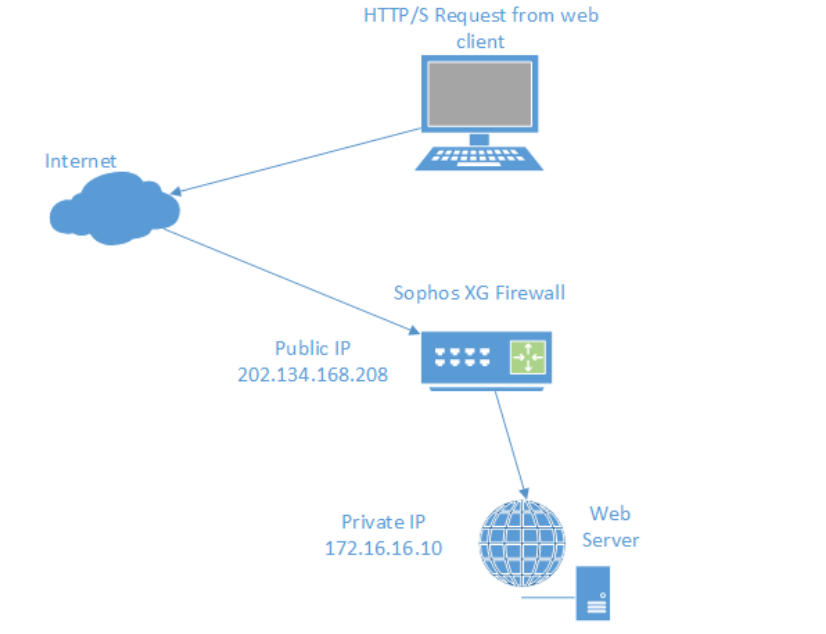 HTTP/S Request from web
client
Internet
Sophos XG Firewall
Public IP
202.134.168.208
Private IP
172.16.16.10
Web
Server